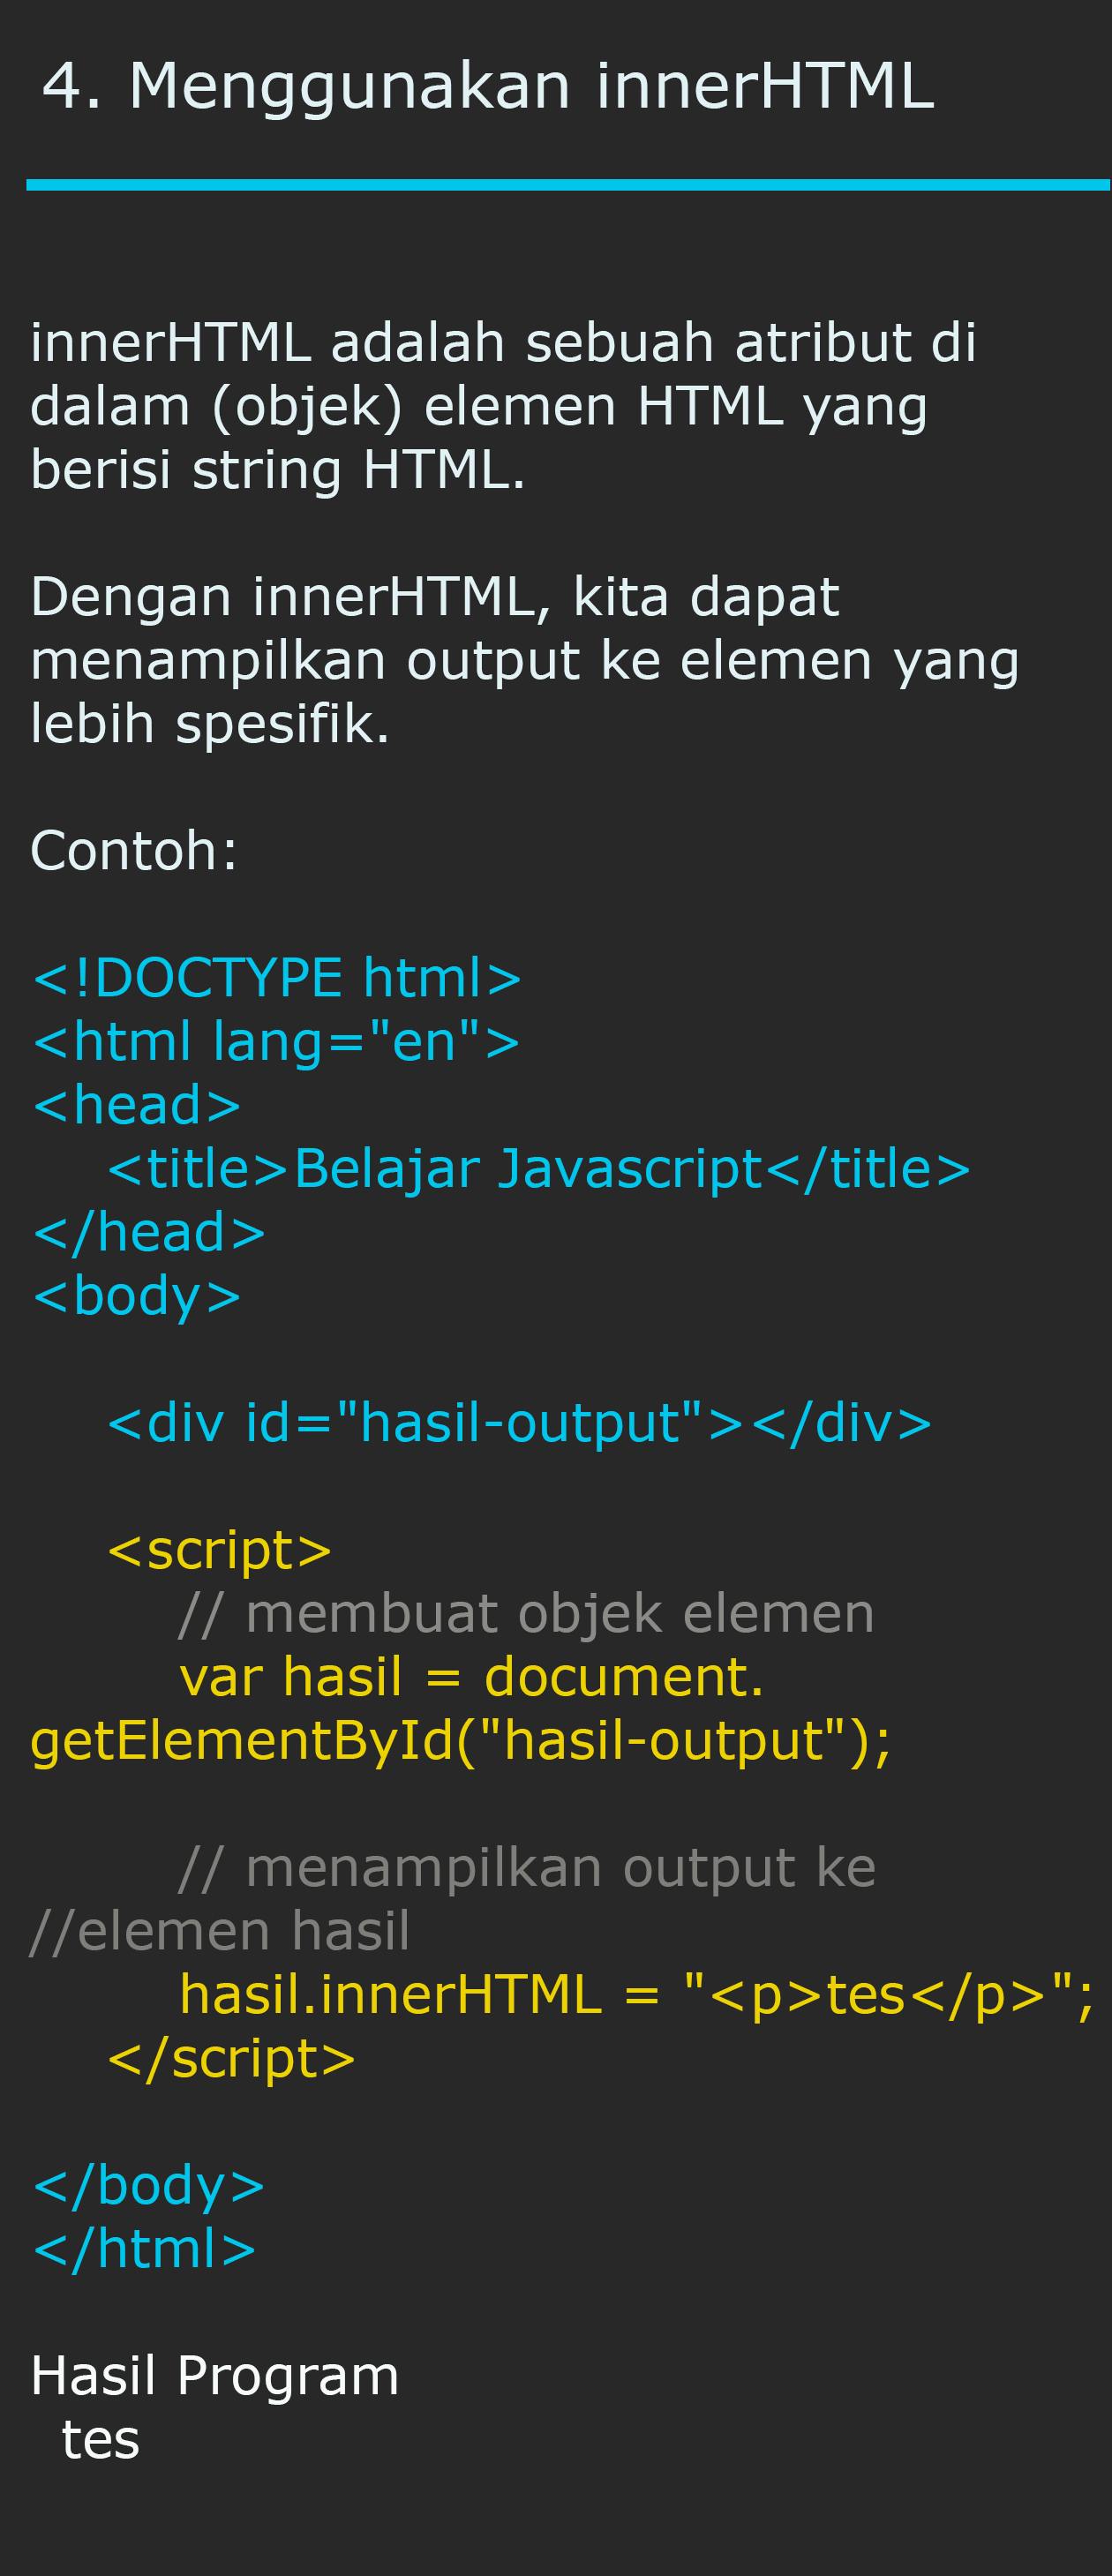 4. Menggunakan innerHTML
innerHTML adalah sebuah atribut di
dalam (objek) elemen HTML yang
berisi string HTML.
Dengan innerHTML, kita dapat
menampilkan output ke elemen yang
lebih spesifik.
Contoh:
<!DOCTYPE html>
<html lang="en">
<head>
<title>Belajar Javascript</title>
</head>
<body>
<div id="hasil-output"></div>
<script>
// membuat objek elemen
var hasil = document.
getElementById("hasil-output");
// menampilkan output ke
//elemen hasil
hasil.innerHTML = "<p>tes</p>";
</script>
</body>
</html>
Hasil Program
tes